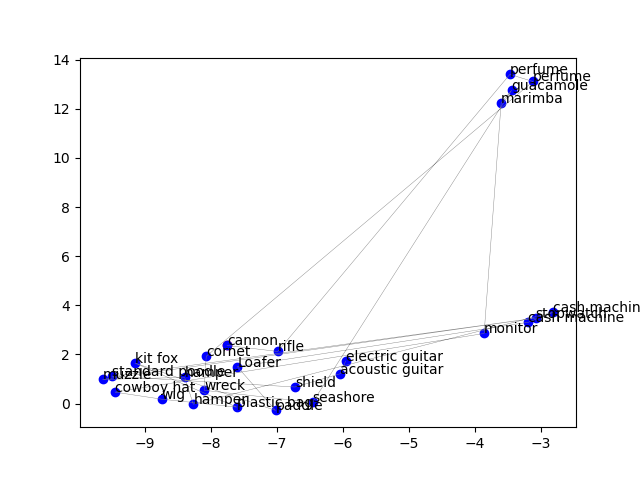 14
perfume
perfume
guacamole
marimba
12
10
8
6
4
cash machin
stopwatch
cash machine
monitor
cannon
rifle
cornet
2
kit fox
electric guitar
Loafer
acoustic guitar
standard poodle
hamper
muzzle
shield
wreck
cowboy hat
wig
hamper
plastic bag
paddle
seashore
0
−9
−8
−7
−6
−5
−4
−3